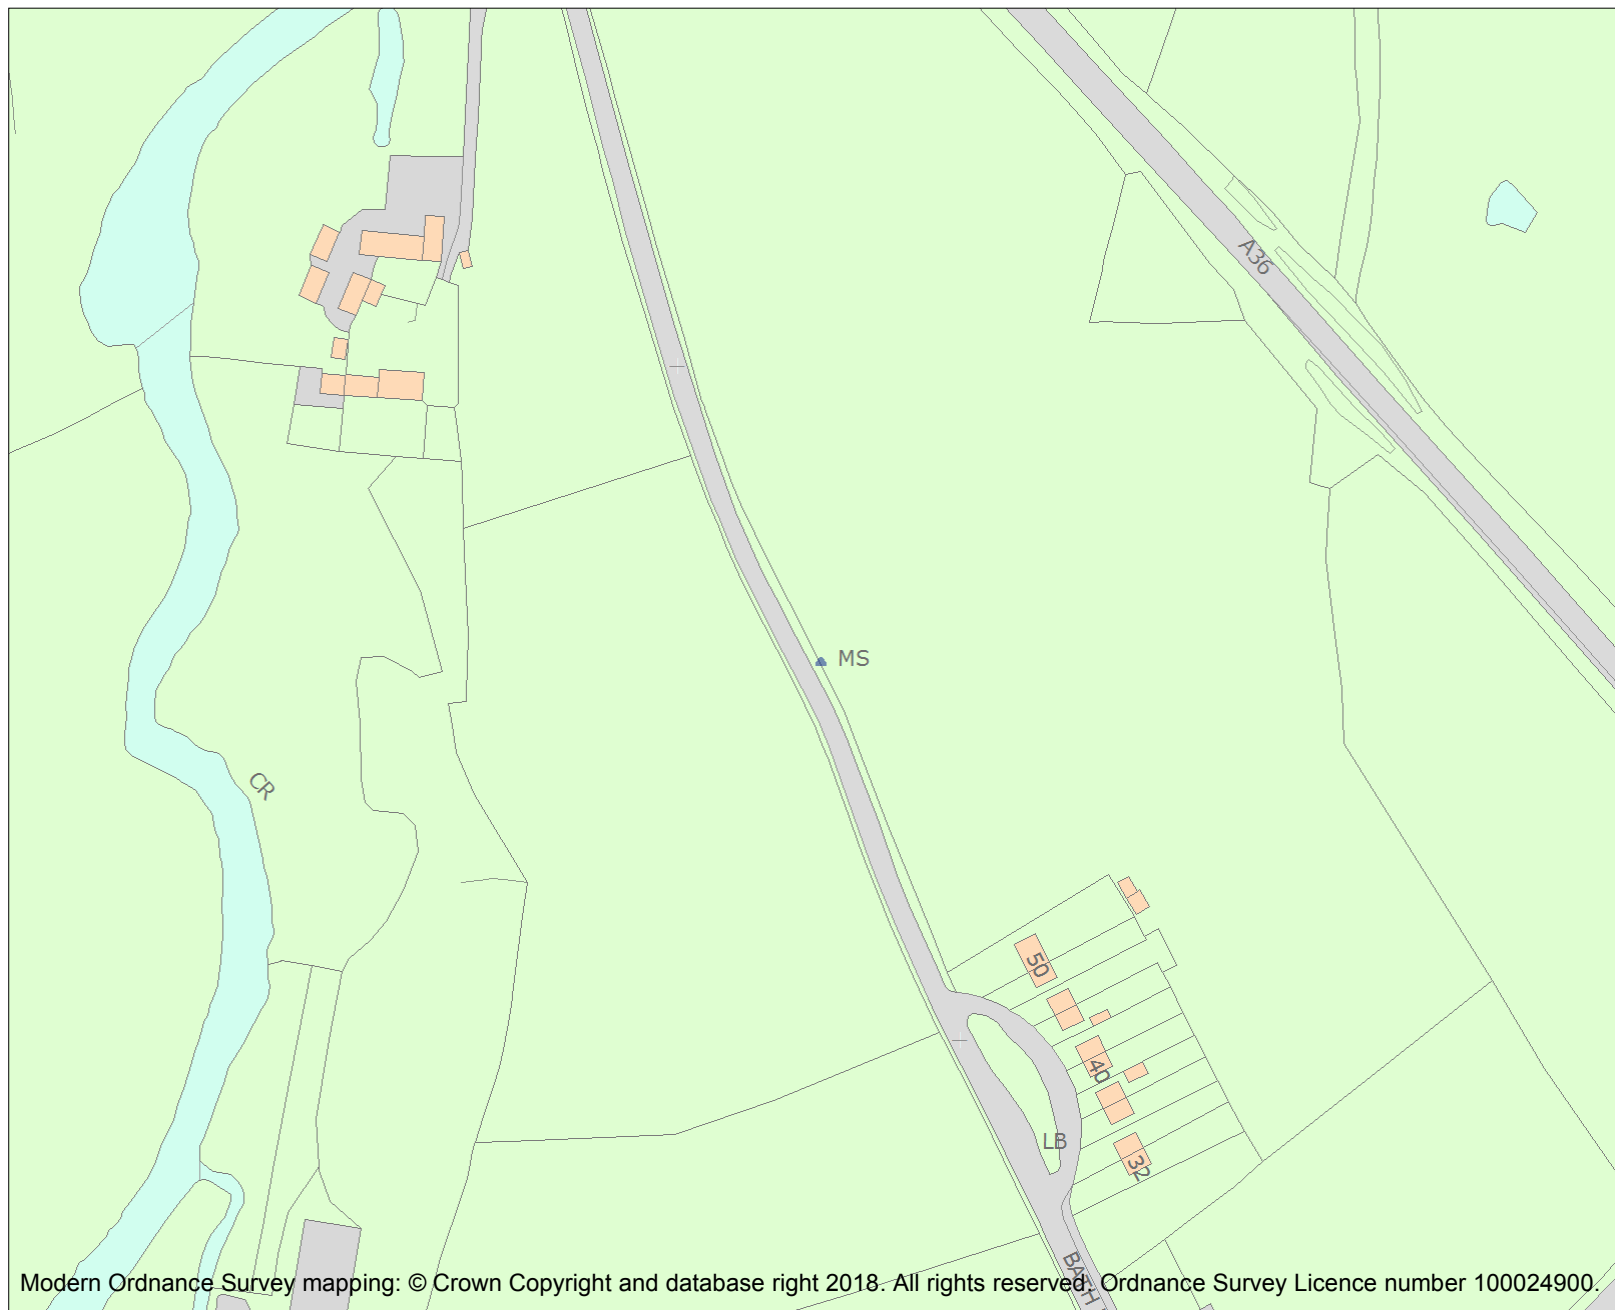 A36
MS
CR
50
40
LB
32
BATH
Modern Ordnance Survey mapping: © Crown Copyright and database right 2018. All rights reserved. Ordnance Survey Licence number 100024900.